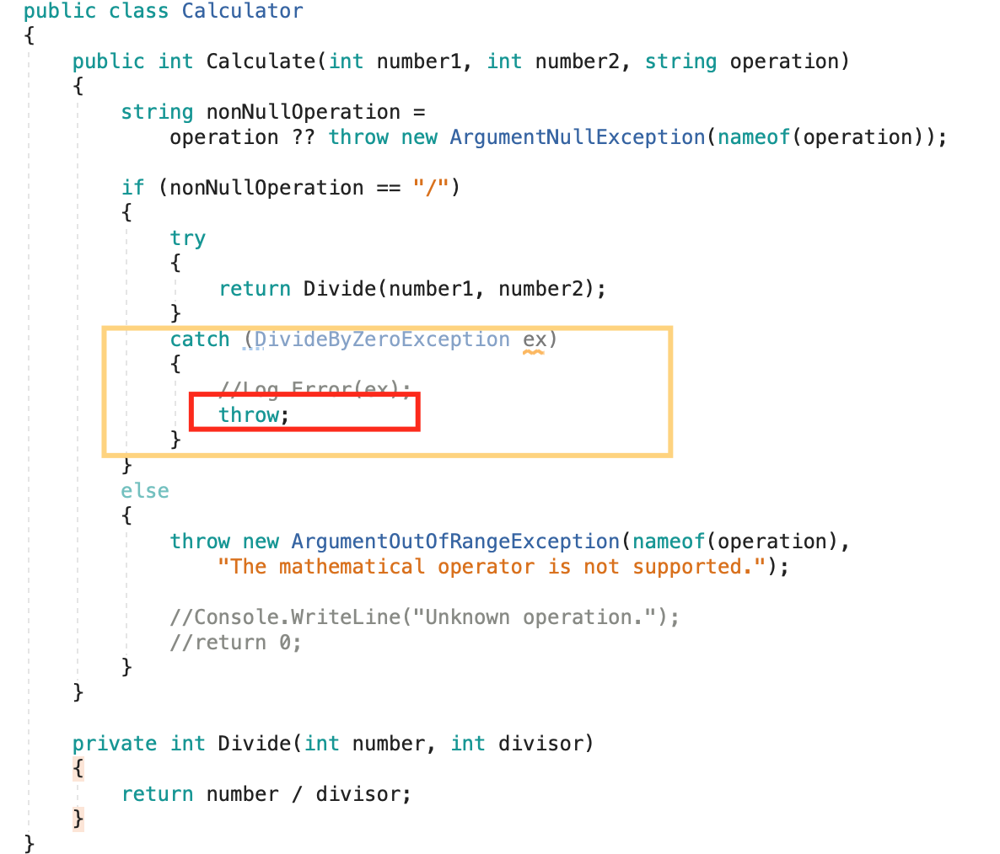 public class Calculator
{
    public int Calculate(int number1, int number2, string operation)
    {
        string nonNullOperation =
            operation ?? throw new ArgumentNullException(nameof(operation));

        if (nonNullOperation == "/")
        {
            try
            {
                return Divide(number1, number2);
            }
            catch (DivideByZeroException ex)
            {
                //Log.Error(ex);
                throw;
            }
        }
        else
        {
            throw new ArgumentOutOfRangeException(nameof(operation),
                "The mathematical operator is not supported.");

            //Console.WriteLine("Unknown operation.");
            //return 0;
        }
    }

    private int Divide(int number, int divisor)
    {
        return number / divisor;
    }
}